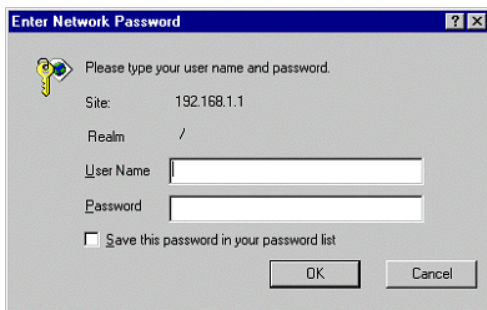 Enter Network Password
Please type your user name and password.
Site: 192.168.1.1
Realm /
User Name
Password
Save this password in your password list
OK Cancel